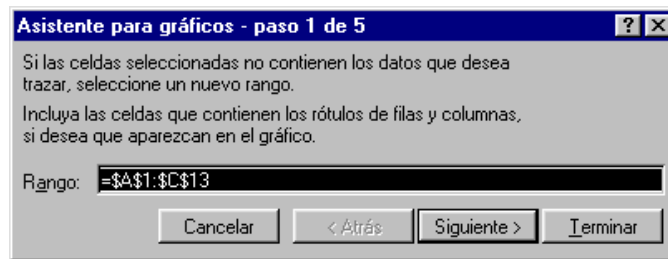 Asistente para gráficos - paso 1 de 5
Si las celdas seleccionadas no contienen los datos que desea
trazar, seleccione un nuevo rango.
Incluya las celdas que contienen los rótulos de filas y columnas,
si desea que aparezcan en el gráfico.
Rango: =$A$1:$C$13
Cancelar < Atrás Siguiente > Terminar